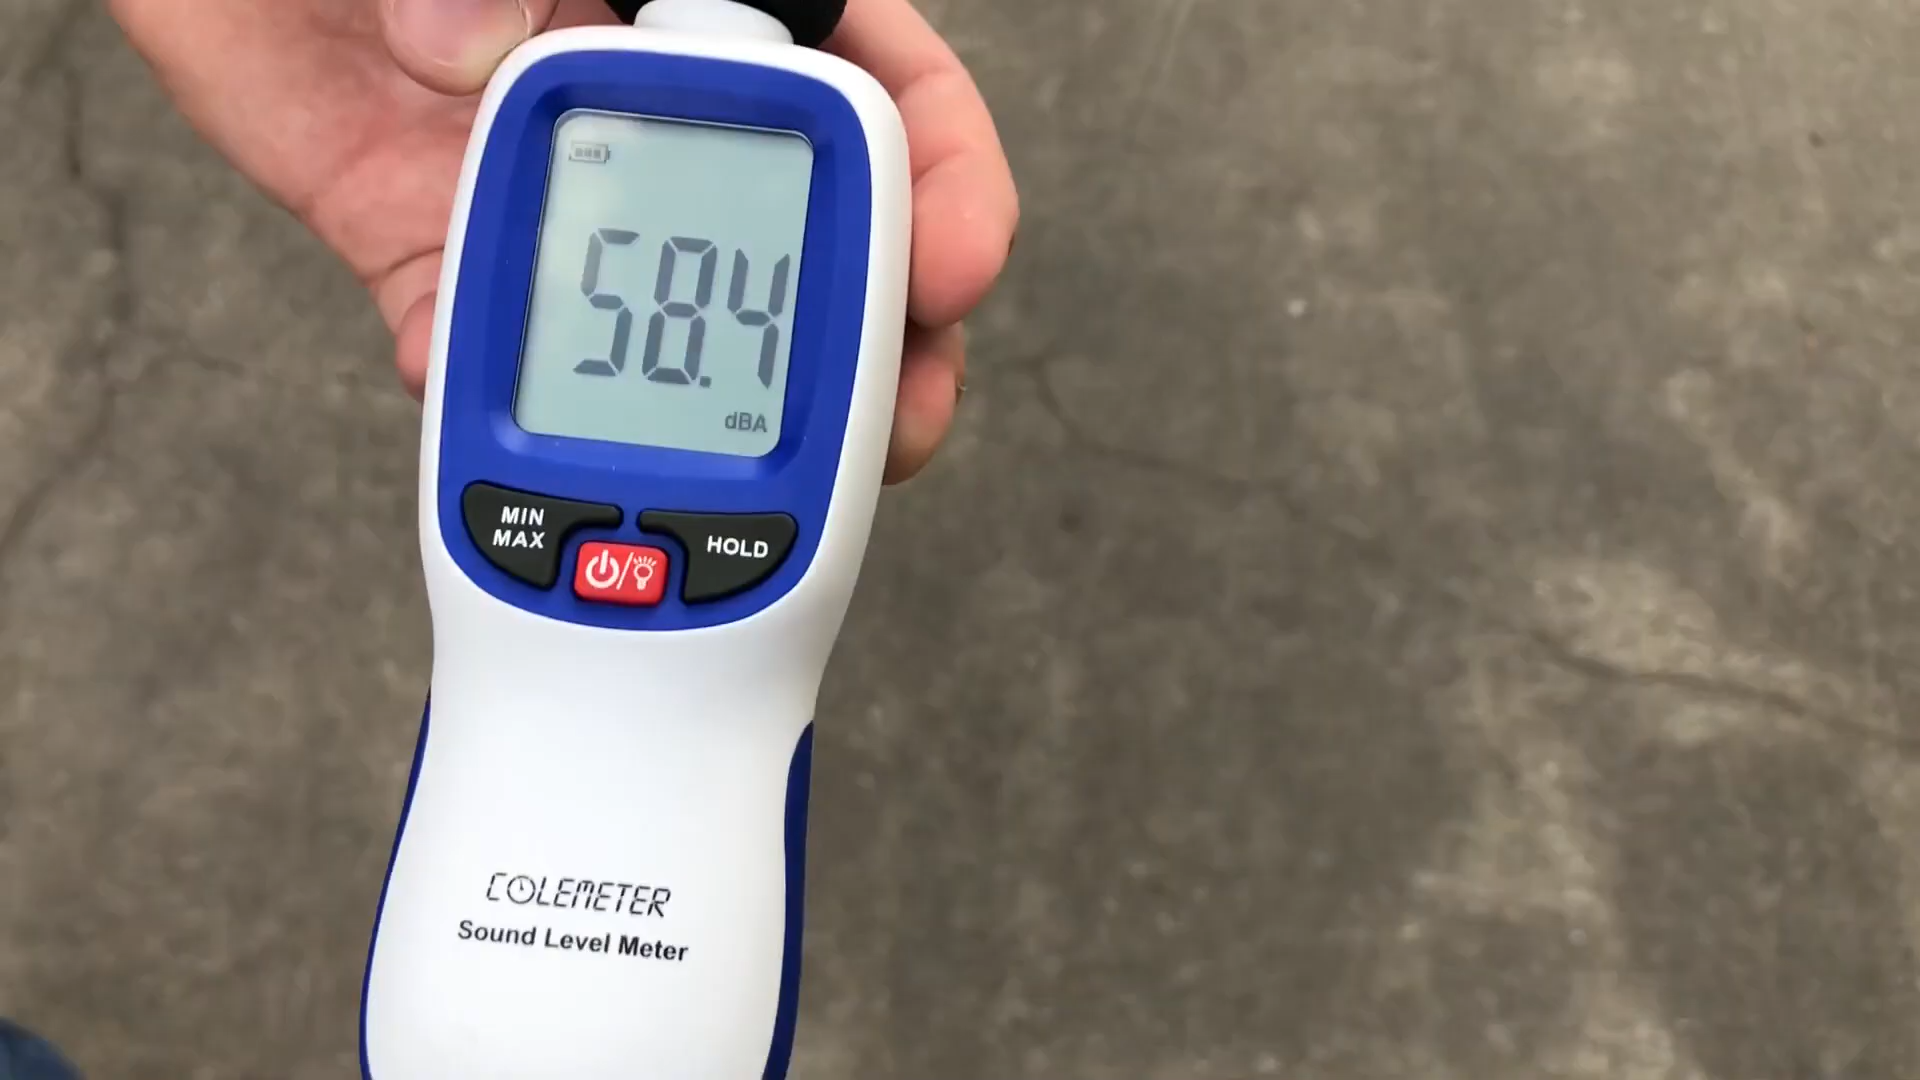 58.4
dBA
MIN
MAX
HOLD
COLEMETER
Sound Level Meter